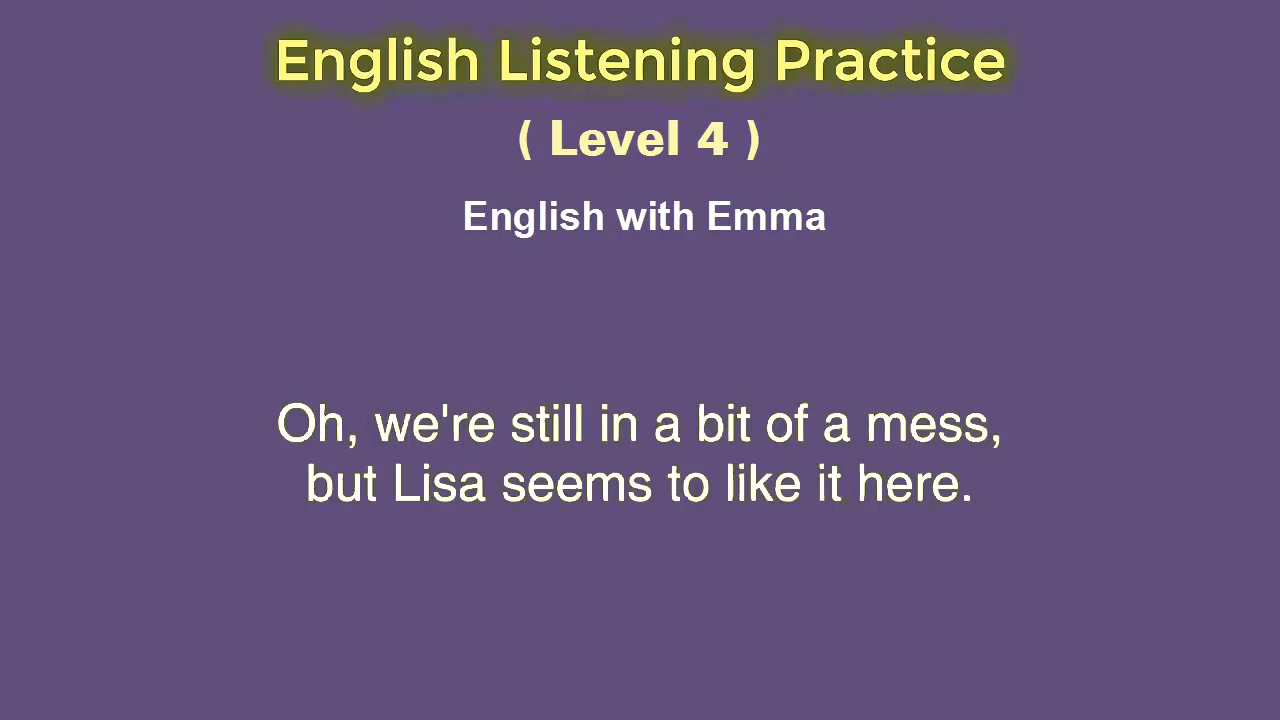 English Listening Practice
( Level 4 )
English with Emma
Oh, we're still in a bit of a mess,
but Lisa seems to like it here.